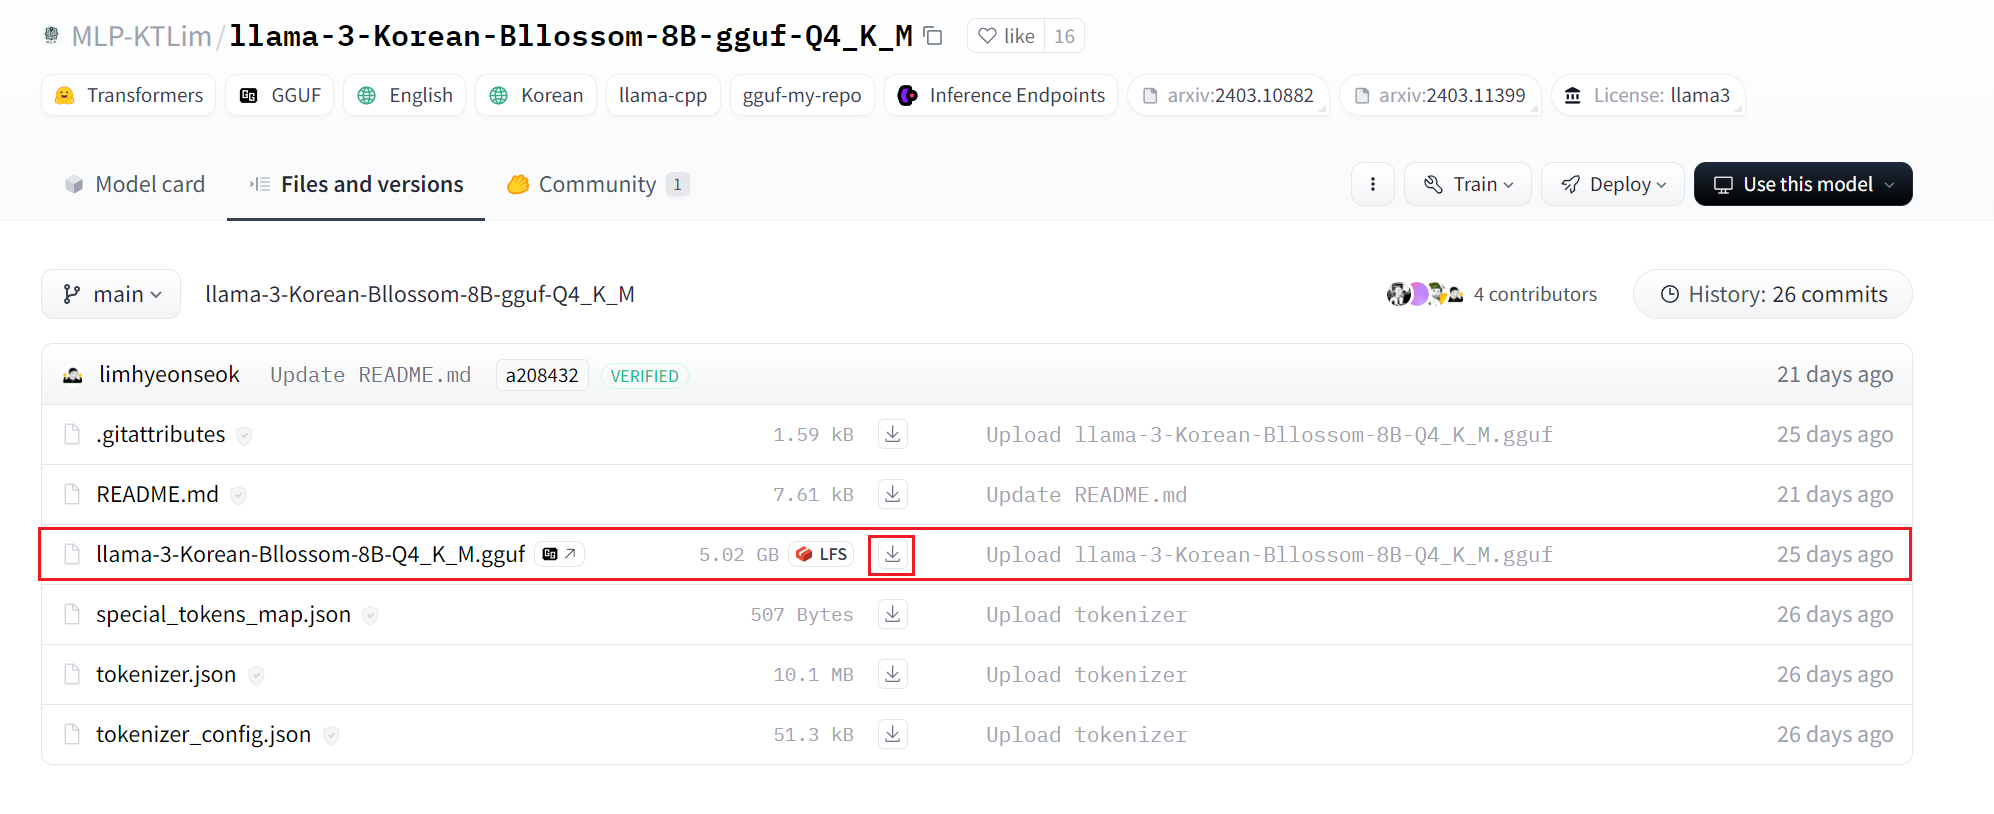 MLP-KTLim/llama-3-Korean-Bllossom-8B-gguf-Q4_K_M like 16
Transformers GGUF English Korean llama-cpp gguf-my-repo Inference Endpoints arxiv:2403.10882 arxiv:2403.11399 License: llama3
Model card Files and versions Community 1 Train Deploy Use this model
main llama-3-Korean-Bllossom-8B-gguf-Q4_K_M 4 contributors History: 26 commits
limhyeonseok Update README.md a208432 VERIFIED 21 days ago
.gitattributes 1.59 kB Upload llama-3-Korean-Bllossom-8B-Q4_K_M.gguf 25 days ago
README.md 7.61 kB Update README.md 21 days ago
llama-3-Korean-Bllossom-8B-Q4_K_M.gguf 5.02 GB LFS Upload llama-3-Korean-Bllossom-8B-Q4_K_M.gguf 25 days ago
special_tokens_map.json 507 Bytes Upload tokenizer 26 days ago
tokenizer.json 10.1 MB Upload tokenizer 26 days ago
tokenizer_config.json 51.3 kB Upload tokenizer 26 days ago